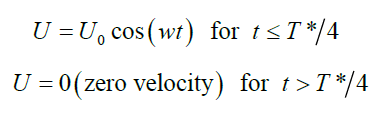 U = U₀ cos(wt) for t ≤ T*/4
U = 0(zero velocity) for t > T*/4